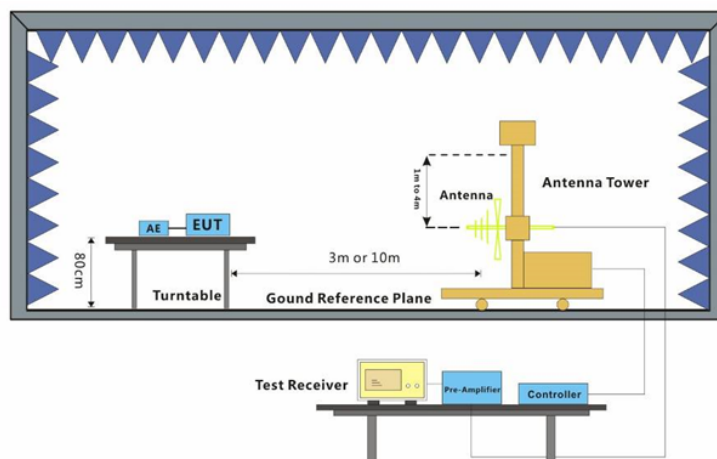 1m to 4m
Antenna
Antenna Tower
AE
EUT
80cm
3m or 10m
Turntable
Gound Reference Plane
Test Receiver
Pre-Amplifier
Controller